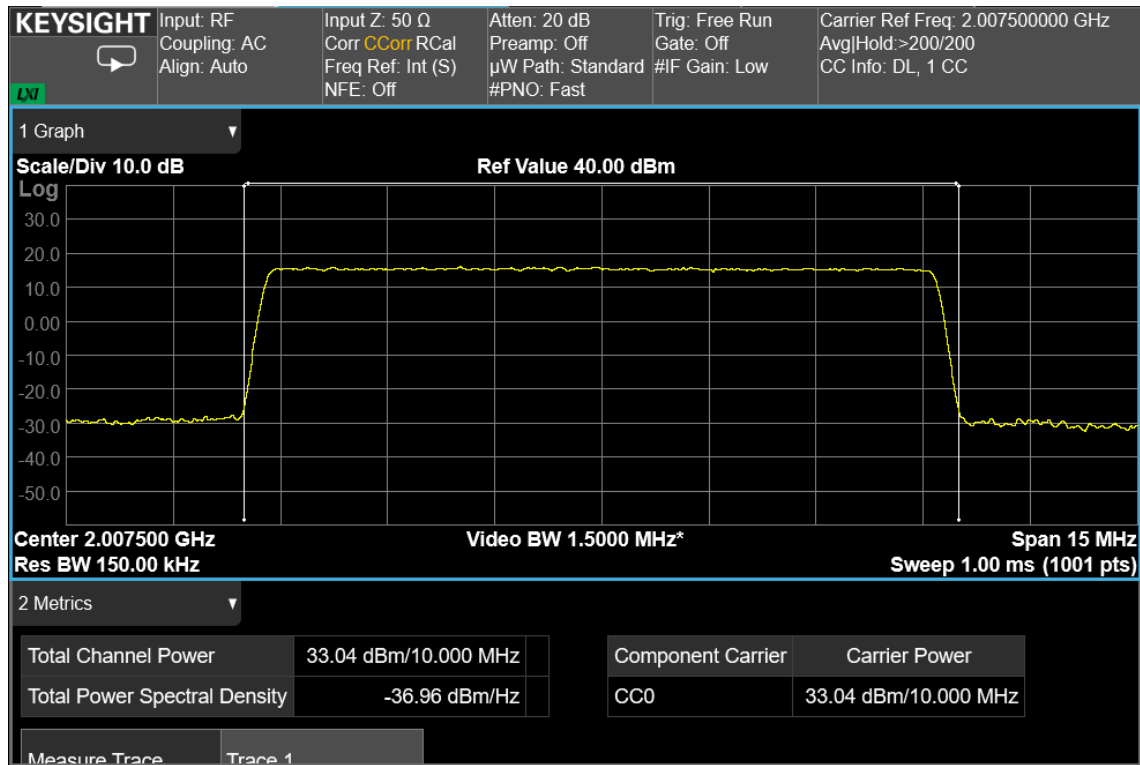 KEYSIGHT
Input: RF
Coupling: AC
Align: Auto
Input Z: 50 Ω
Corr CCorr RCal
Freq Ref: Int (S)
NFE: Off
Atten: 20 dB
Preamp: Off
µW Path: Standard
#PNO: Fast
Trig: Free Run
Gate: Off
#IF Gain: Low
Carrier Ref Freq: 2.007500000 GHz
Avg|Hold:>200/200
CC Info: DL, 1 CC
LXI
1 Graph
Scale/Div 10.0 dB
Ref Value 40.00 dBm
Log
30.0
20.0
10.0
0.00
-10.0
-20.0
-30.0
-40.0
-50.0
Center 2.007500 GHz
Video BW 1.5000 MHz*
Span 15 MHz
Res BW 150.00 kHz
Sweep 1.00 ms (1001 pts)
2 Metrics
Total Channel Power 33.04 dBm/10.000 MHz
Total Power Spectral Density -36.96 dBm/Hz
Component Carrier Carrier Power
CC0 33.04 dBm/10.000 MHz
Measure Trace Trace 1